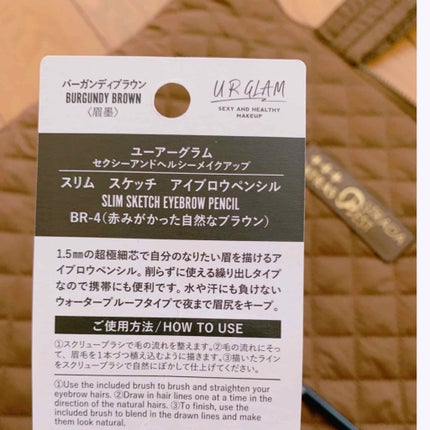 バーガンディブラウン
BURGUNDY BROWN
〈眉墨〉
URGLAM
SEXY AND HEALTHY
MAKEUP
ユーアーグラム
セクシーアンドヘルシーメイクアップ
スリム スケッチ アイブロウペンシル
SLIM SKETCH EYEBROW PENCIL
BR-4(赤みがかった自然なブラウン)
1.5㎜の超極細芯で自分のなりたい眉を描けるア
イブロウペンシル。削らずに使える繰り出しタイプ
なので携帯にも便利です。水や汗にも負けない
ウォータープルーフタイプで夜まで眉尻をキープ。
ご使用方法/HOW TO USE
①スクリューブラシで毛の流れを整えます。②毛の流れにそっ
て、眉毛を1本づつ植え込むように描きます。③描いたライン
をスクリューブラシで自然にぼかして仕上げてください。
①Use the included brush to brush and straighten your
eyebrow hairs. ②Draw in hair lines one at a time in the
direction of the natural hairs. ③To finish, use the
included brush to blend in the drawn lines and make
them look natural.